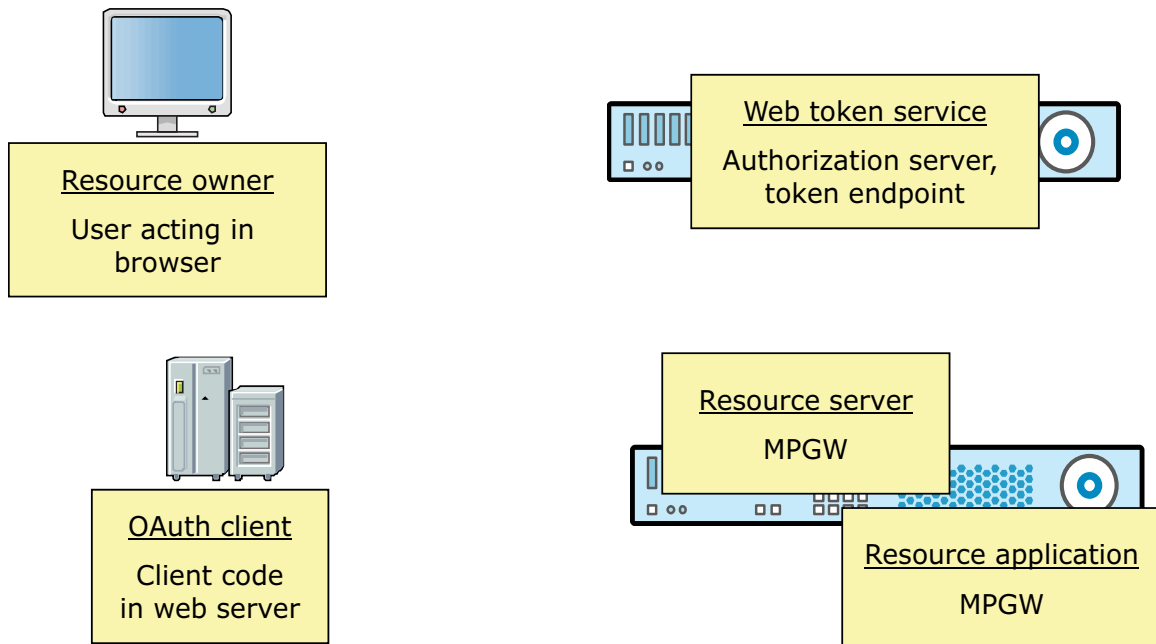 Resource owner
User acting in
browser
Web token service
Authorization server,
token endpoint
OAuth client
Client code
in web server
Resource server
MPGW
Resource application
MPGW